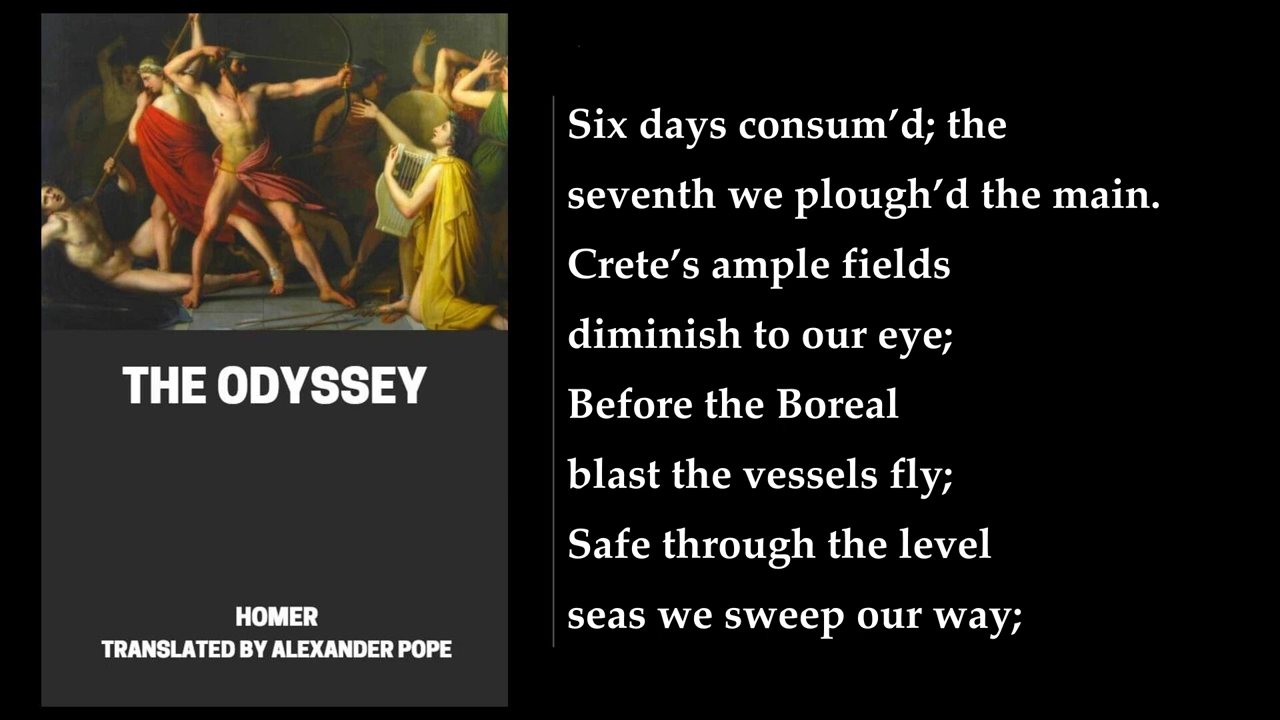 THE ODYSSEY
HOMER
TRANSLATED BY ALEXANDER POPE
Six days consum’d; the
seventh we plough’d the main.
Crete’s ample fields
diminish to our eye;
Before the Boreal
blast the vessels fly;
Safe through the level
seas we sweep our way;